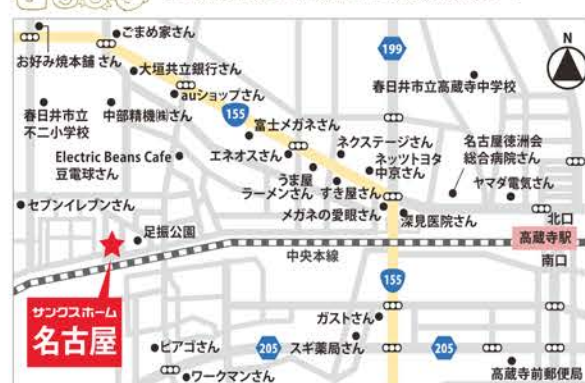 ごまめ家さん
お好み焼本舗さん
大垣共立銀行さん
auショップさん
199
N
春日井市立高蔵寺中学校
春日井市立
不二小学校
中部精機㈱さん
155
富士メガネさん
Electric Beans Cafe
豆電球さん
エネオスさん
ネクステージさん
ネッツトヨタ
中京さん
名古屋徳洲会
総合病院さん
うま屋
ラーメンさん
すき屋さん
ヤマダ電気さん
セブンイレブンさん
メガネの愛眼さん
深見医院さん
北口
足振公園
高蔵寺駅
中央本線
南口
サンクスホーム
名古屋
155
ガストさん
ピアゴさん
205
スギ薬局さん
205
ワークマンさん
高蔵寺前郵便局